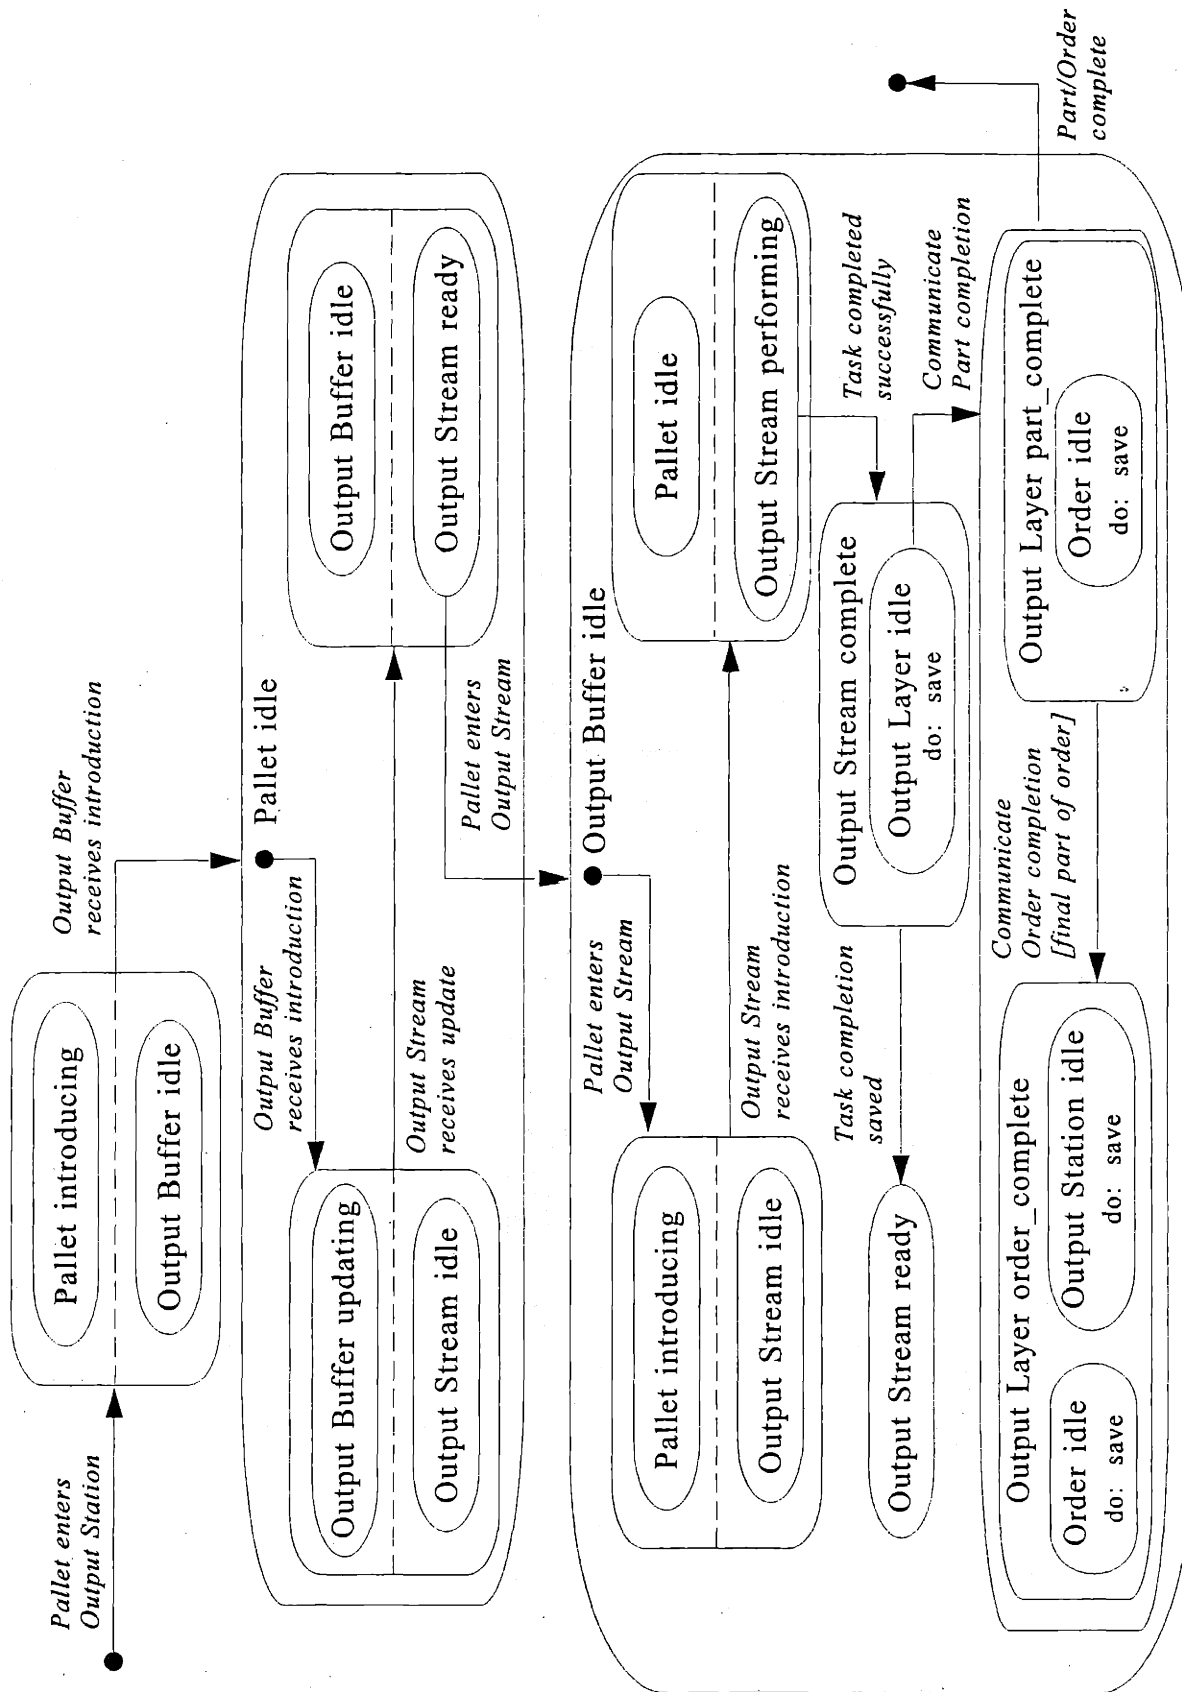 Pallet enters
Output Station
Pallet introducing
Output Buffer idle
Output Buffer
receives introduction
Pallet idle
Output Buffer
receives introduction
Output Buffer updating
Output Stream idle
Output Stream
receives update
Output Buffer idle
Output Stream ready
Pallet enters
Output Stream
Output Buffer idle
Pallet enters
Output Stream
Pallet introducing
Output Stream idle
Output Stream
receives introduction
Pallet idle
Output Stream performing
Task completed
successfully
Output Stream complete
Output Layer idle
do: save
Task completion
saved
Output Stream ready
Communicate
Part completion
Output Layer part_complete
Order idle
do: save
Communicate
Order completion
[final part of order]
Output Layer order_complete
Order idle
do: save
Output Station idle
do: save
Part/Order
complete